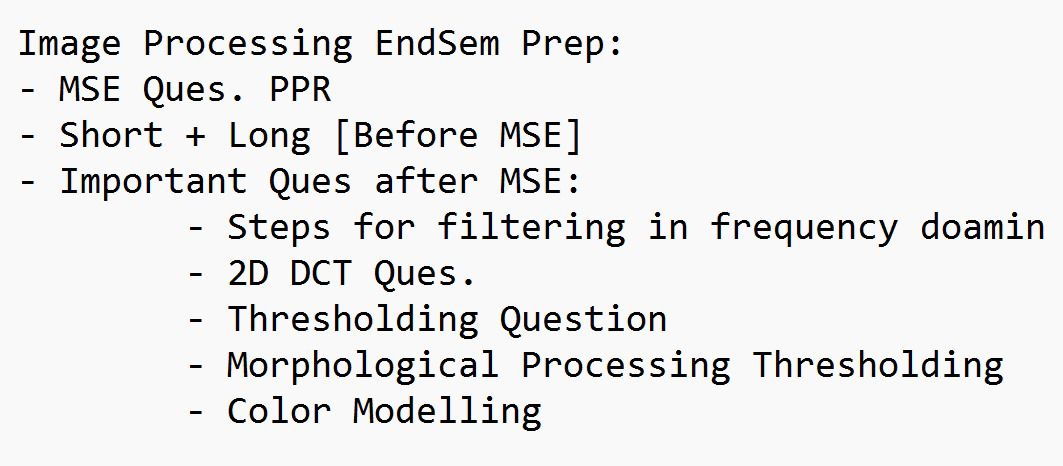 Image Processing EndSem Prep:
- MSE Ques. PPR
- Short + Long [Before MSE]
- Important Ques after MSE:
- Steps for filtering in frequency doamin
- 2D DCT Ques.
- Thresholding Question
- Morphological Processing Thresholding
- Color Modelling